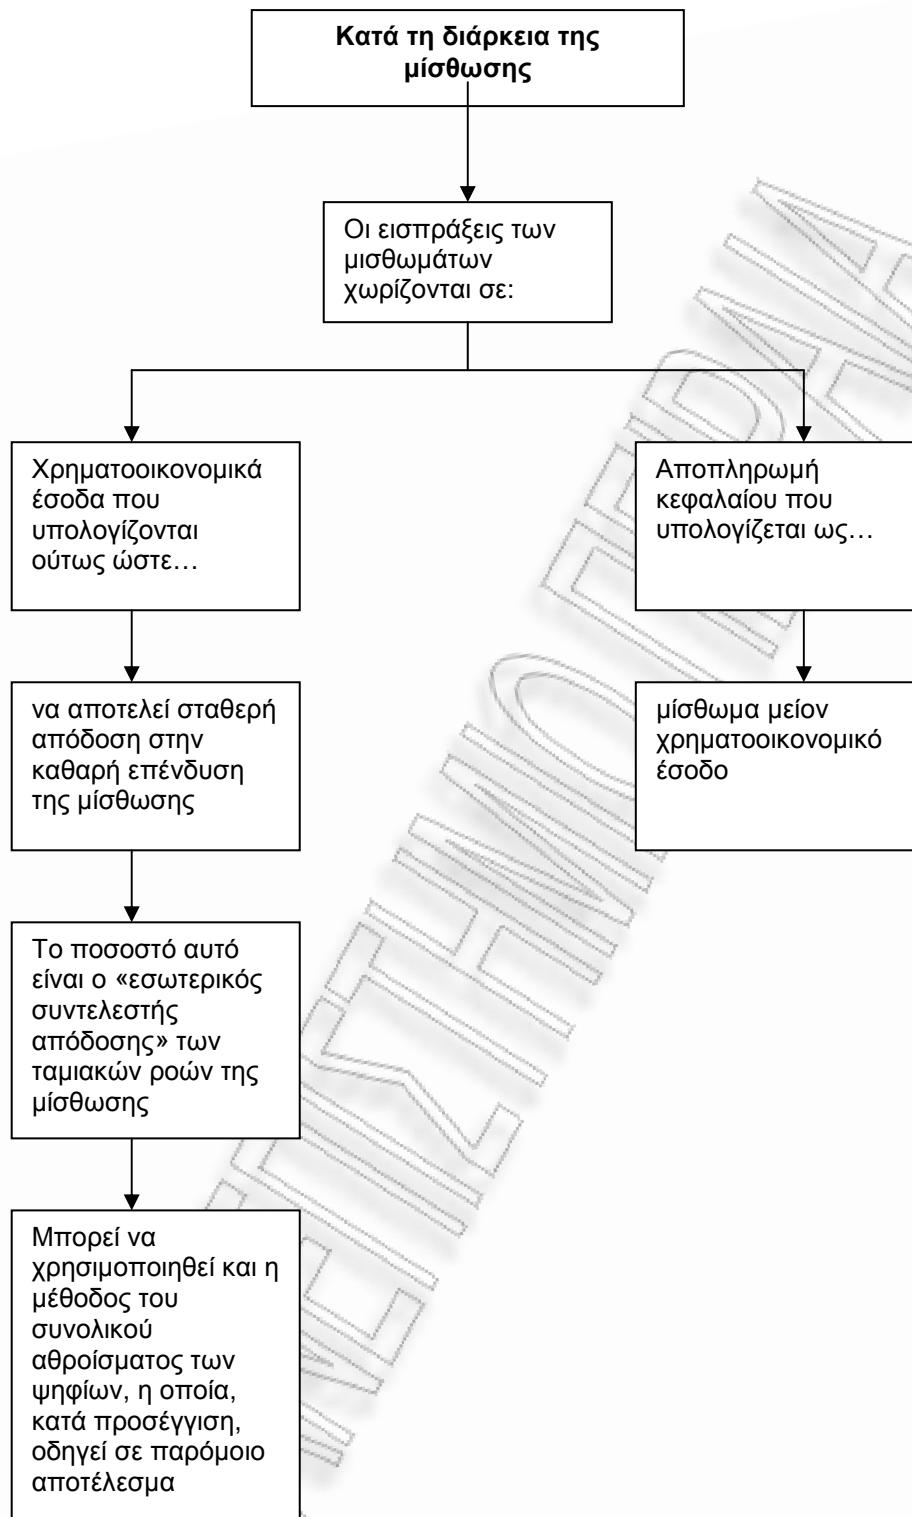 Κατά τη διάρκεια της
μίσθωσης
Οι εισπράξεις των
μισθωμάτων
χωρίζονται σε:
Χρηματοοικονομικά
έσοδα που
υπολογίζονται
ούτως ώστε…
να αποτελεί σταθερή
απόδοση στην
καθαρή επένδυση
της μίσθωσης
Το ποσοστό αυτό
είναι ο «εσωτερικός
συντελεστής
απόδοσης» των
ταμιακών ροών της
μίσθωσης
Μπορεί να
χρησιμοποιηθεί και η
μέθοδος του
συνολικού
αθροίσματος των
ψηφίων, η οποία,
κατά προσέγγιση,
οδηγεί σε παρόμοιο
αποτέλεσμα
Αποπληρωμή
κεφαλαίου που
υπολογίζεται ως…
μίσθωμα μείον
χρηματοοικονομικό
έσοδο